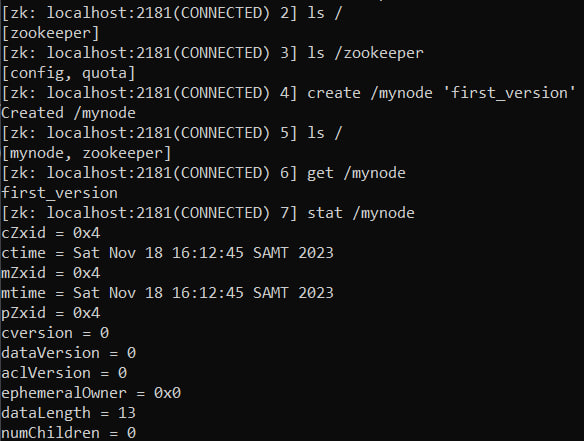 [zk: localhost:2181(CONNECTED) 2] ls /
[zookeeper]
[zk: localhost:2181(CONNECTED) 3] ls /zookeeper
[config, quota]
[zk: localhost:2181(CONNECTED) 4] create /mynode 'first_version'
Created /mynode
[zk: localhost:2181(CONNECTED) 5] ls /
[mynode, zookeeper]
[zk: localhost:2181(CONNECTED) 6] get /mynode
first_version
[zk: localhost:2181(CONNECTED) 7] stat /mynode
cZxid = 0x4
ctime = Sat Nov 18 16:12:45 SAMT 2023
mZxid = 0x4
mtime = Sat Nov 18 16:12:45 SAMT 2023
pZxid = 0x4
cversion = 0
dataVersion = 0
aclVersion = 0
ephemeralOwner = 0x0
dataLength = 13
numChildren = 0